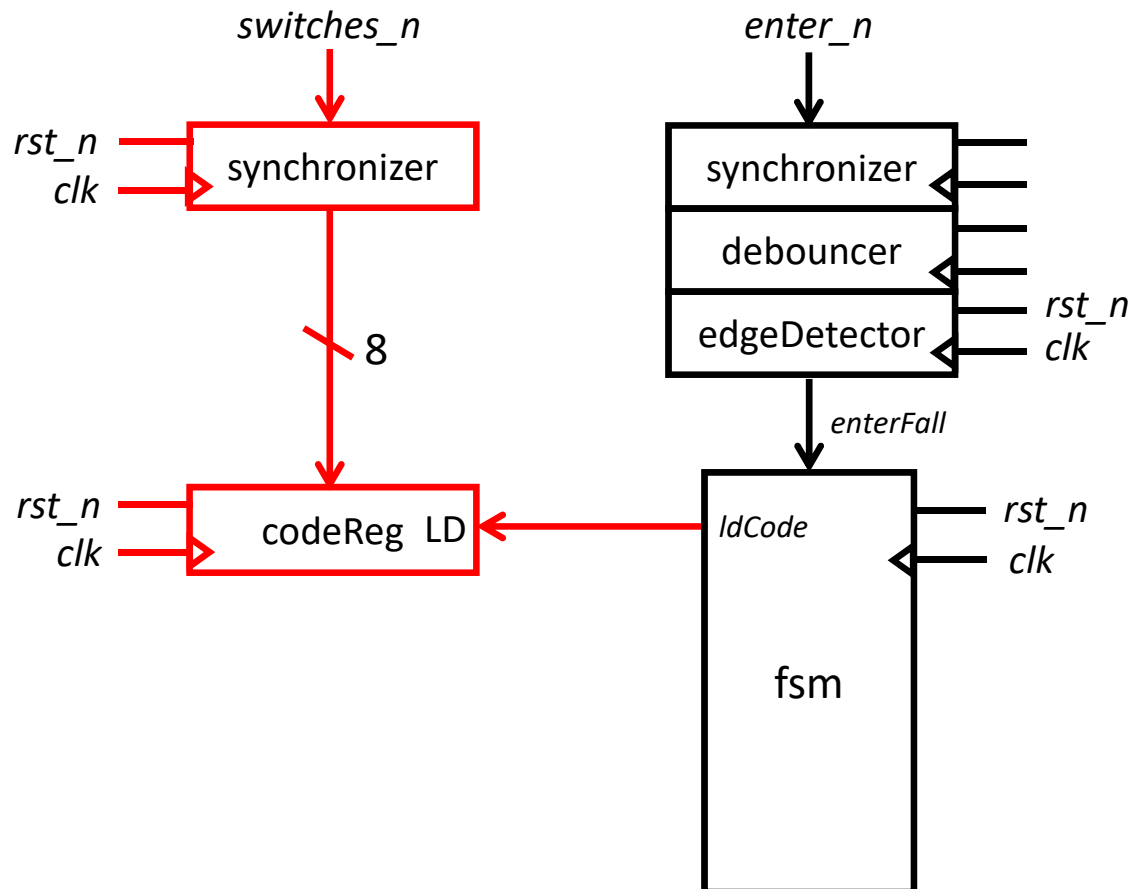 switches_n
enter_n
rst_n
clk
synchronizer
synchronizer
debouncer
edgeDetector
rst_n
clk
8
enterFall
rst_n
clk
codeReg LD
ldCode
rst_n
clk
fsm